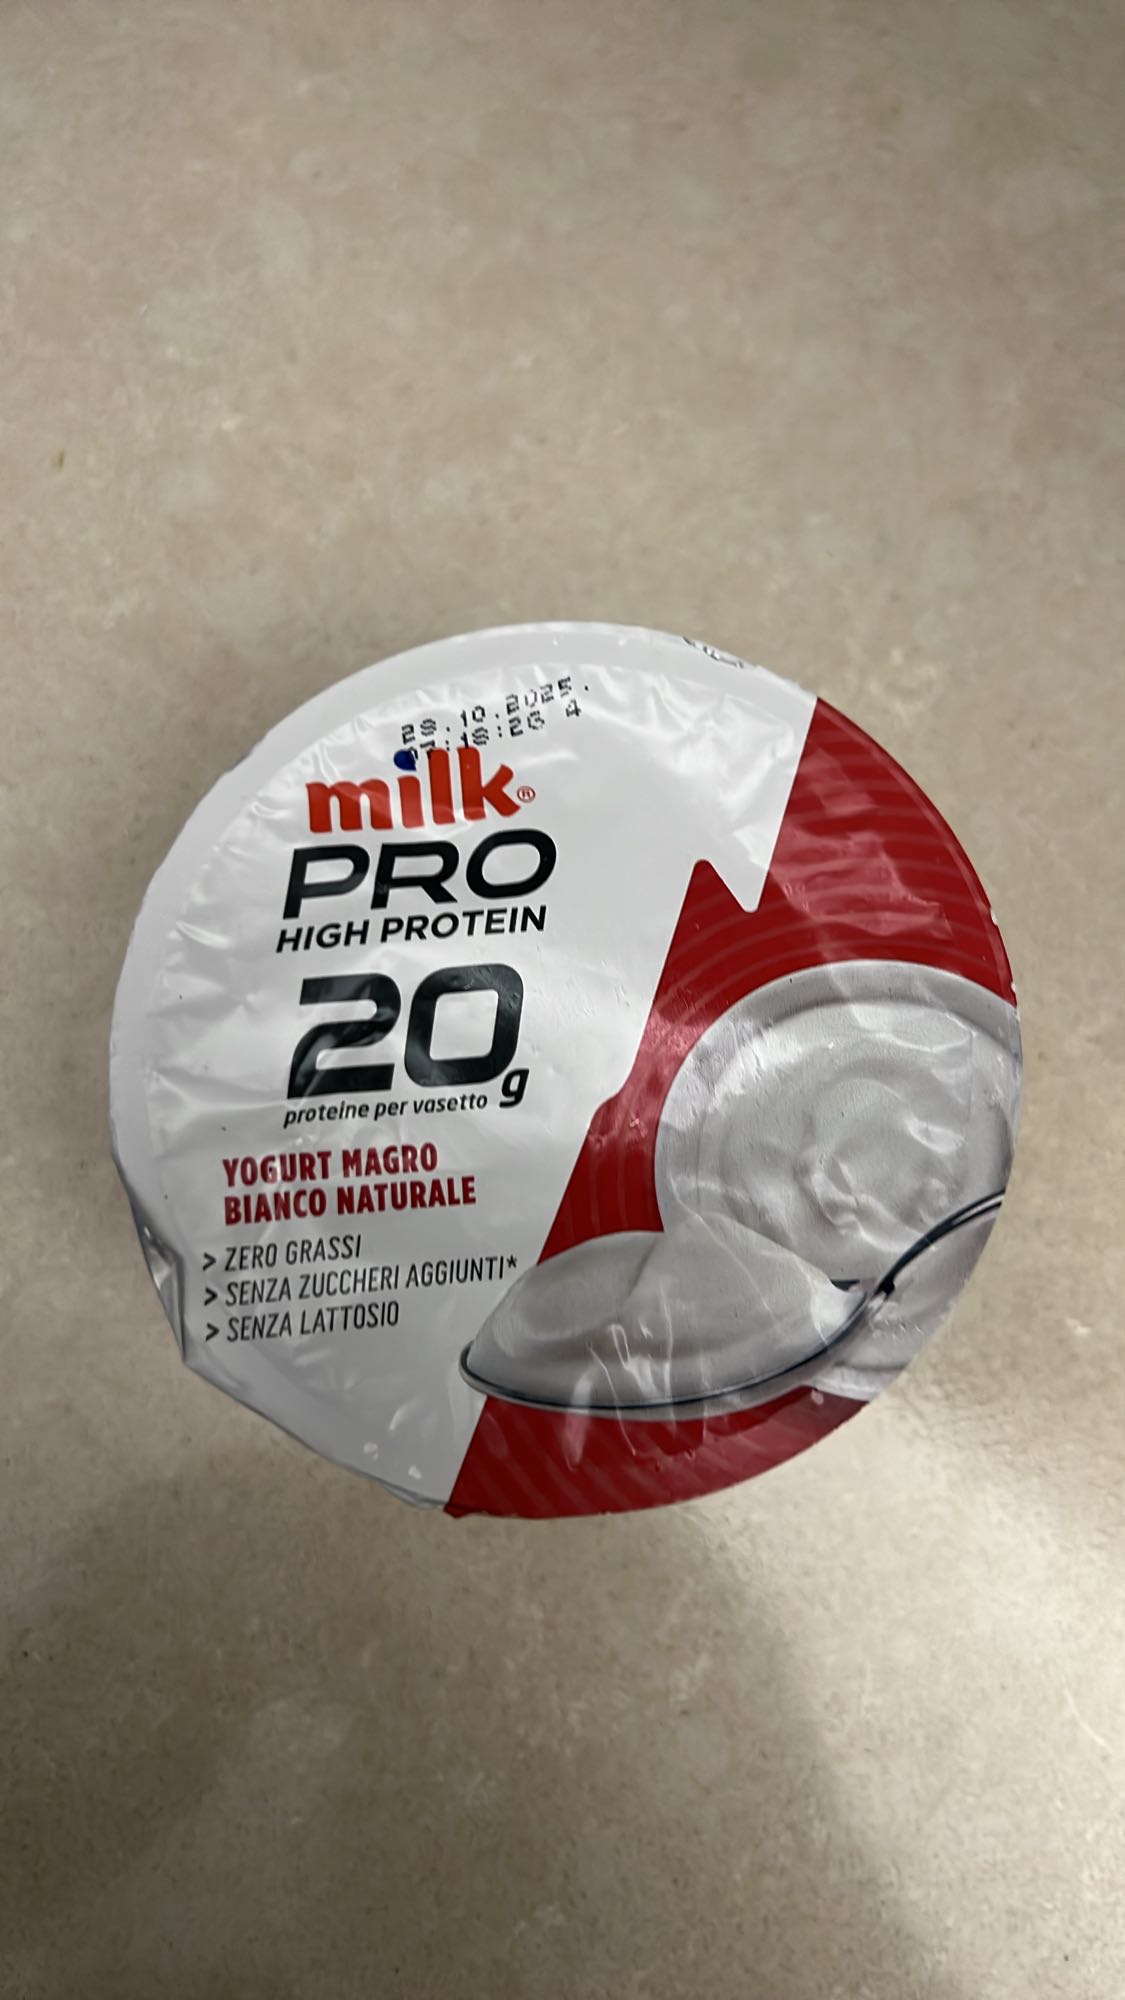 28.10.2025.
milk®
PRO
HIGH PROTEIN
20g
proteine per vasetto
YOGURT MAGRO
BIANCO NATURALE
> ZERO GRASSI
> SENZA ZUCCHERI AGGIUNTI*
> SENZA LATTOSIO